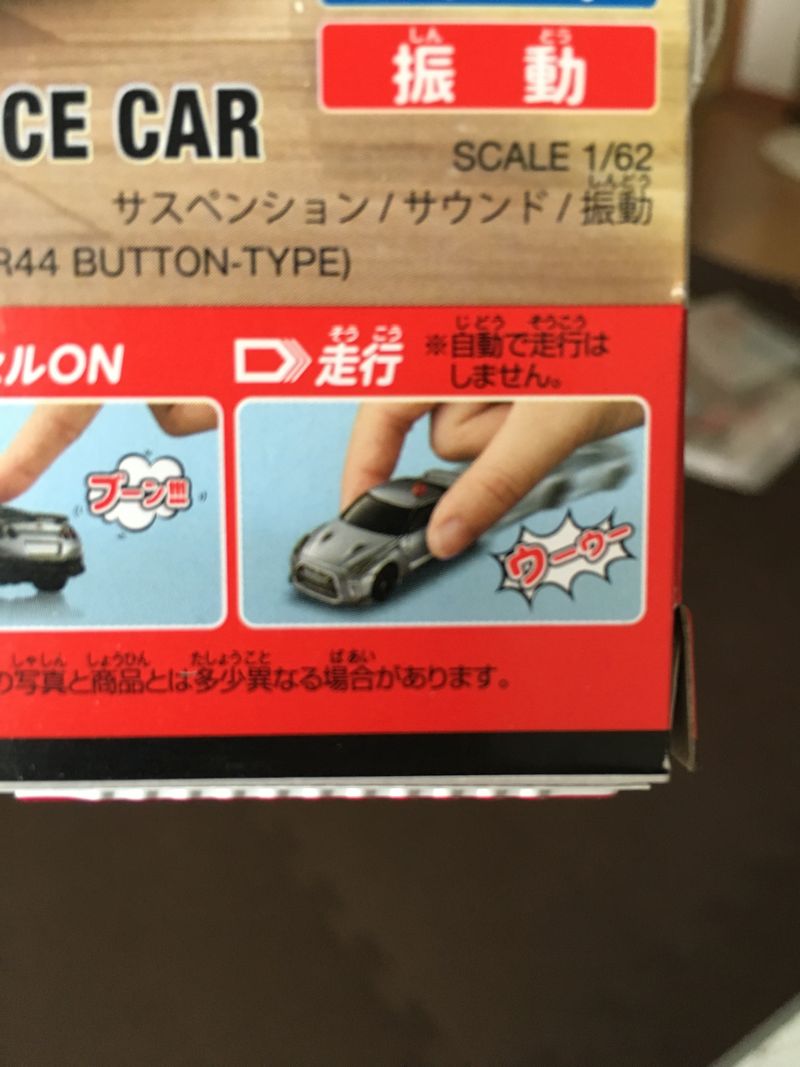 振動
CE CAR
SCALE 1/62
サスペンション / サウンド / 振動
R44 BUTTON-TYPE)
ルON
走行
※自動で走行は
しません。
ブーン!!!
ウーウー
の写真と商品とは多少異なる場合があります。